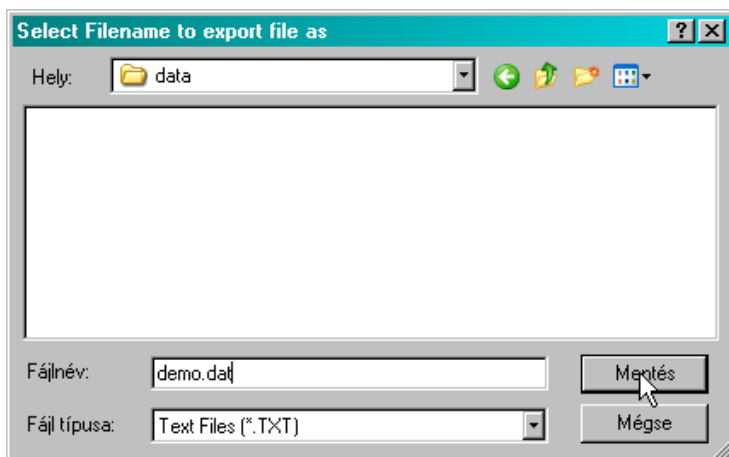 Select Filename to export file as
Hely: data
Fájlnév: demo.dat Mentés
Fájl típusa: Text Files (*.TXT) Mégse